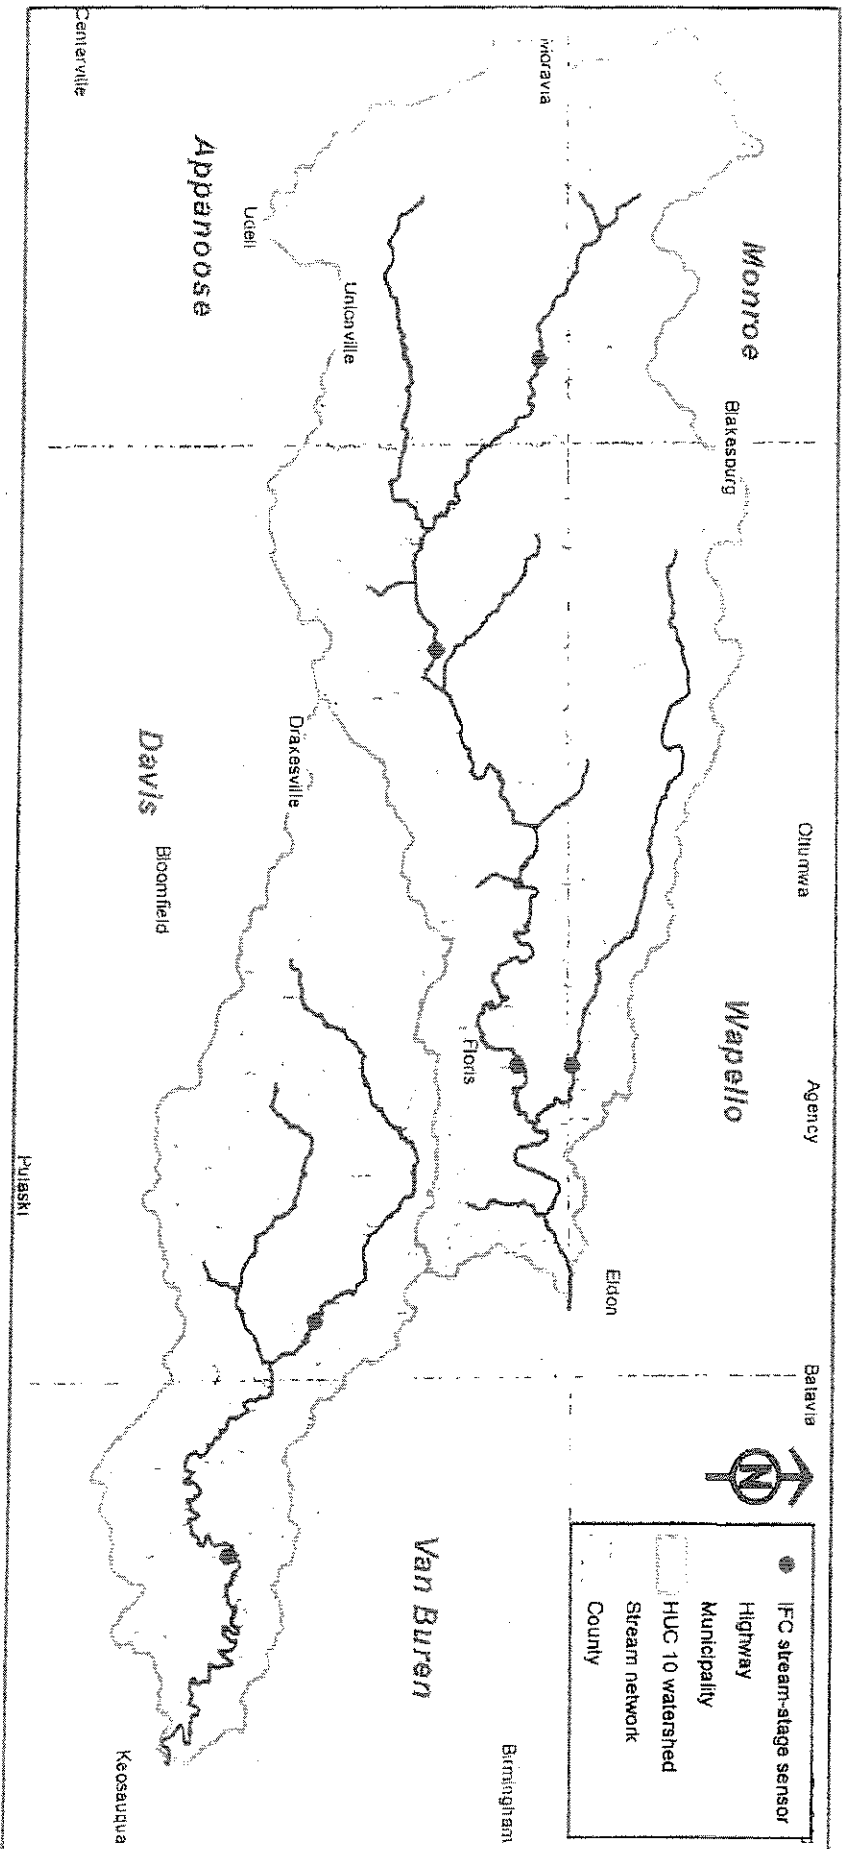 Ottumwa
Agency
Batavia
IFC stream-stage sensor
Highway
Municipality
HUC 10 watershed
Stream network
County
N
Monroe
Blakesburg
Wapello
Eldon
Moravia
Floris
Birmingham
Unionville
Udell
Appanoose
Drakesville
Davis
Bloomfield
Van Buren
Centerville
Pulaski
Keosauqua